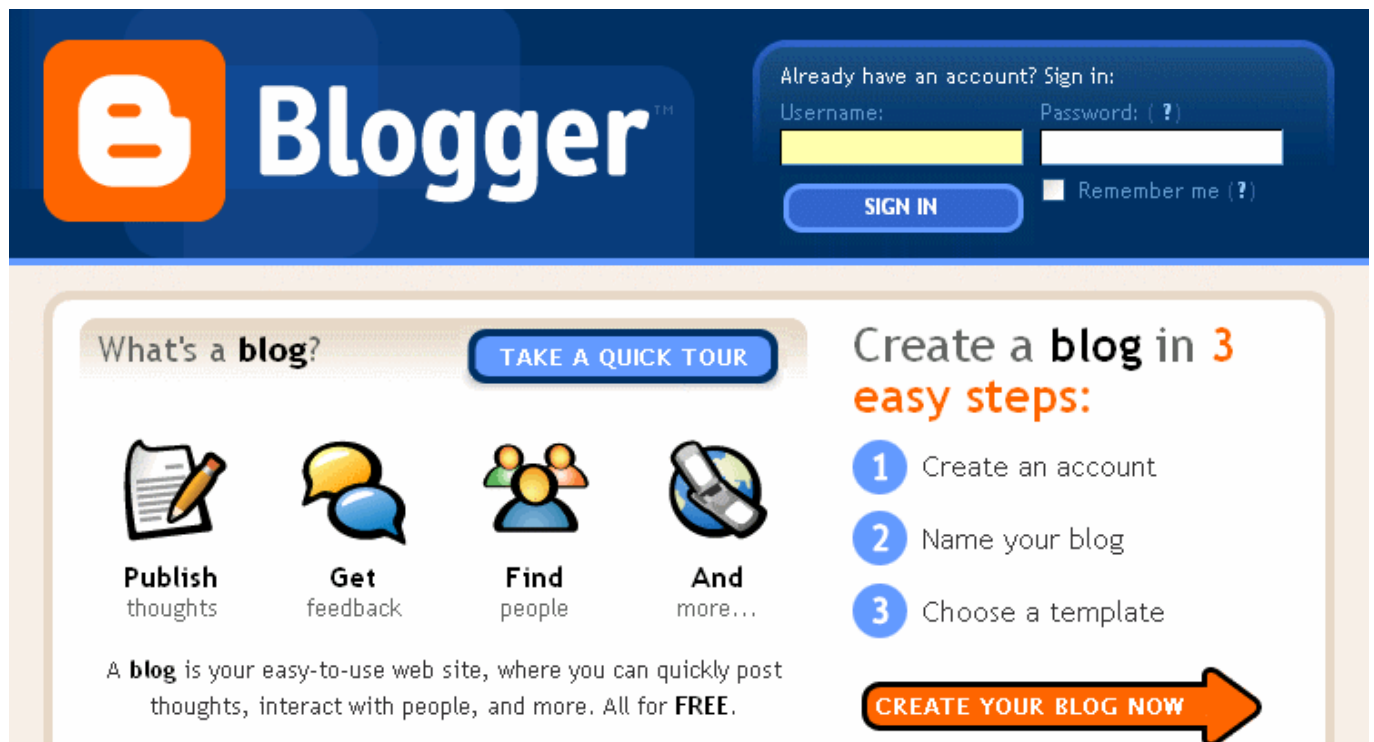 Blogger™
Already have an account? Sign in:
Username:
Password: (?)
SIGN IN
Remember me (?)
What's a blog?
TAKE A QUICK TOUR
Publish
thoughts
Get
feedback
Find
people
And
more...
A blog is your easy-to-use web site, where you can quickly post
thoughts, interact with people, and more. All for FREE.
Create a blog in 3
easy steps:
1 Create an account
2 Name your blog
3 Choose a template
CREATE YOUR BLOG NOW